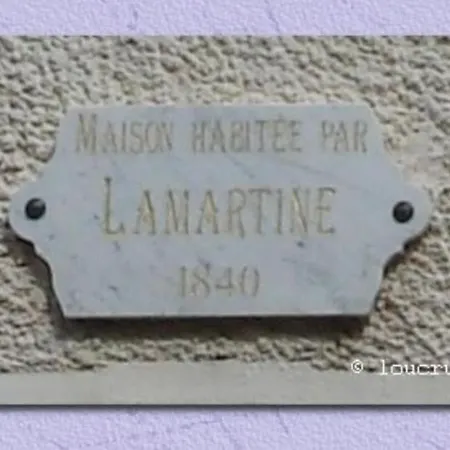 MAISON HABITÉE PAR
LAMARTINE
1840
© loucru